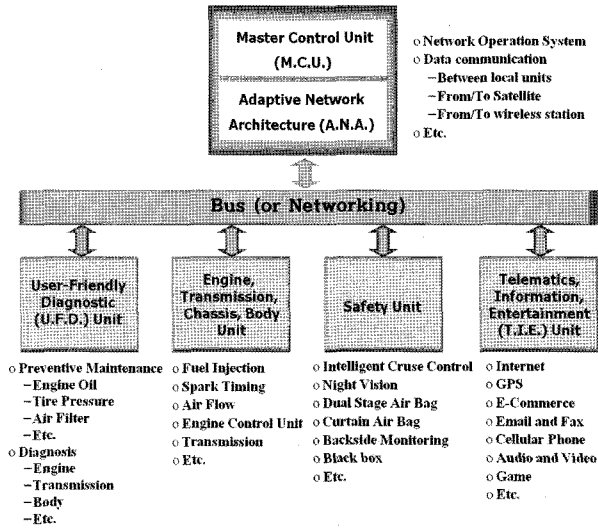 Master Control Unit
(M.C.U.)
Adaptive Network
Architecture (A.N.A.)
o Network Operation System
o Data communication
–Between local units
–From/To Satellite
–From/To wireless station
o Etc.
Bus (or Networking)
User-Friendly
Diagnostic
(U.F.D.) Unit
Engine,
Transmission,
Chassis, Body
Unit
Safety Unit
Telematics,
Information,
Entertainment
(T.I.E.) Unit
o Preventive Maintenance
–Engine Oil
–Tire Pressure
–Air Filter
–Etc.
o Diagnosis
–Engine
–Transmission
–Body
–Etc.
o Fuel Injection
o Spark Timing
o Air Flow
o Engine Control Unit
o Transmission
o Etc.
o Intelligent Cruse Control
o Night Vision
o Dual Stage Air Bag
o Curtain Air Bag
o Backside Monitoring
o Black box
o Etc.
o Internet
o GPS
o E-Commerce
o Email and Fax
o Cellular Phone
o Audio and Video
o Game
o Etc.